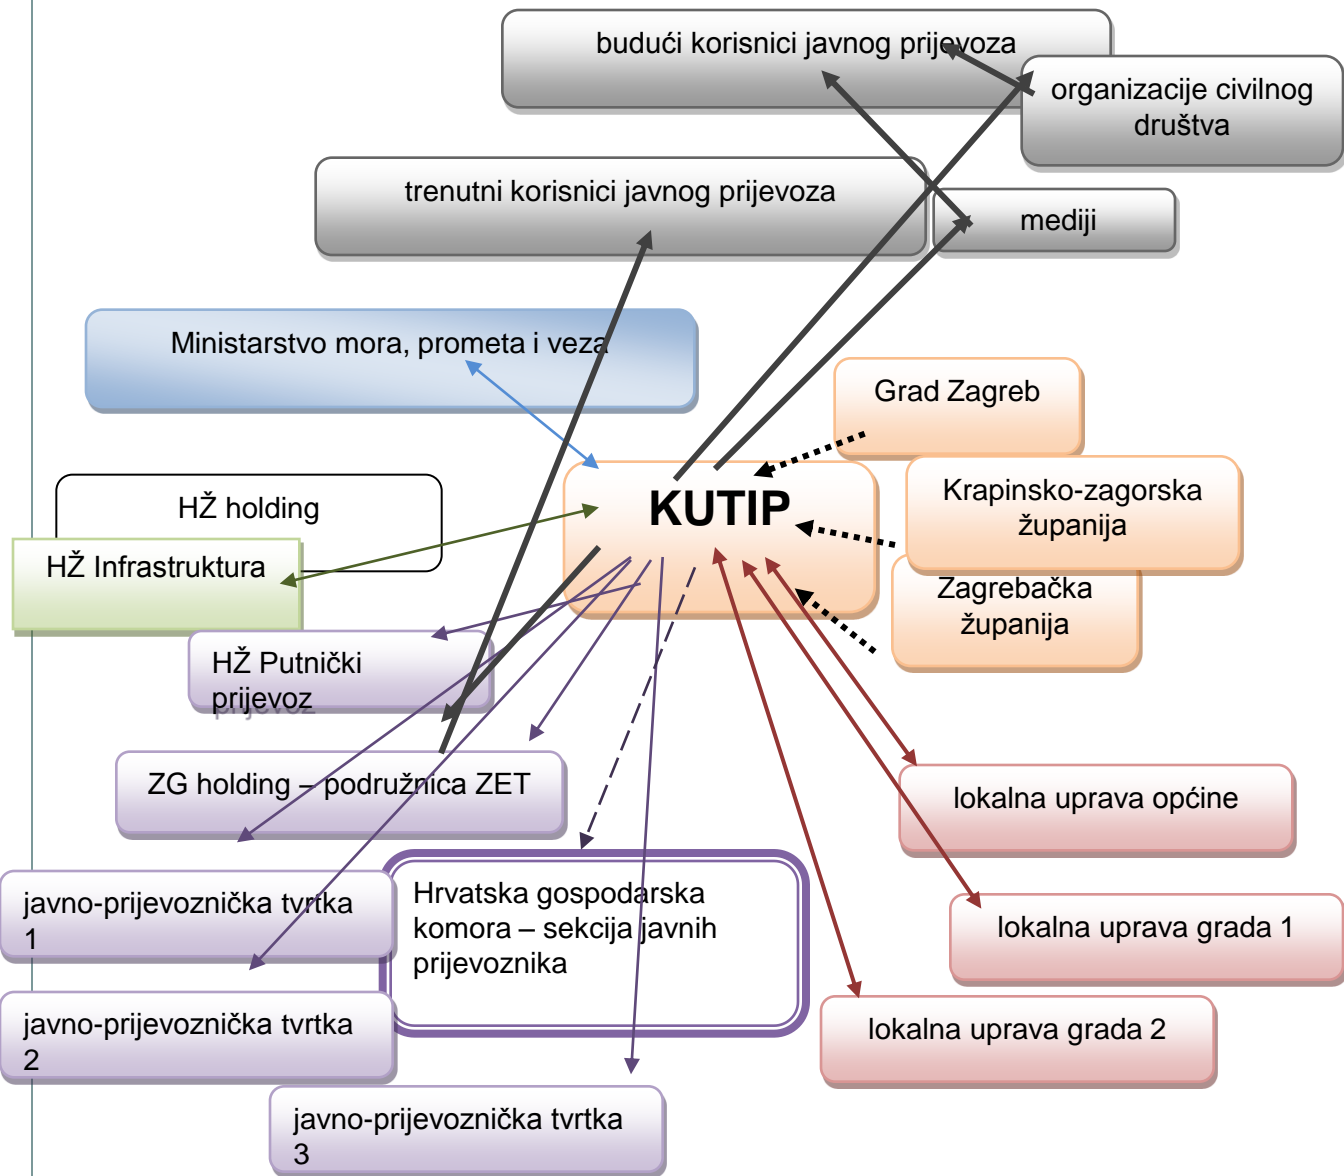 budući korisnici javnog prijevoza
organizacije civilnog
društva
trenutni korisnici javnog prijevoza
mediji
Ministarstvo mora, prometa i veza
Grad Zagreb
KUTIP
Krapinsko-zagorska
županija
HŽ holding
HŽ Infrastruktura
Zagrebačka
županija
HŽ Putnički
prijevoz
ZG holding – podružnica ZET
lokalna uprava općine
javno-prijevoznička tvrtka
1
Hrvatska gospodarska
komora – sekcija javnih
prijevoznika
lokalna uprava grada 1
javno-prijevoznička tvrtka
2
lokalna uprava grada 2
javno-prijevoznička tvrtka
3